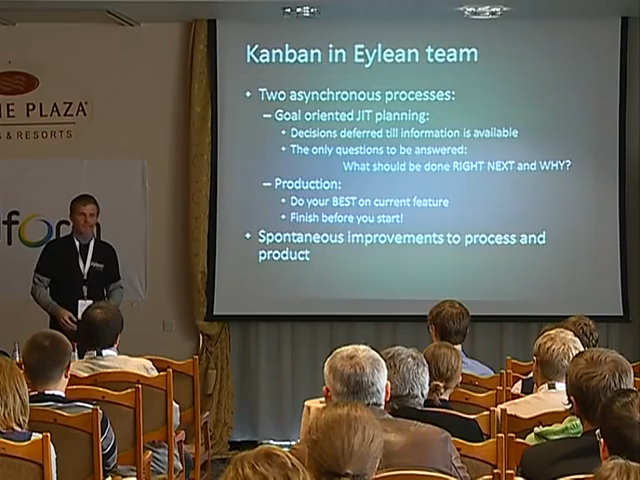 Kanban in Eylean team
• Two asynchronous processes:
– Goal oriented JIT planning:
• Decisions deferred till information is available
• The only questions to be answered:
What should be done RIGHT NEXT and WHY?
– Production:
• Do your BEST on current feature
• Finish before you start!
• Spontaneous improvements to process and
product
NE PLAZA
S & RESORTS
form